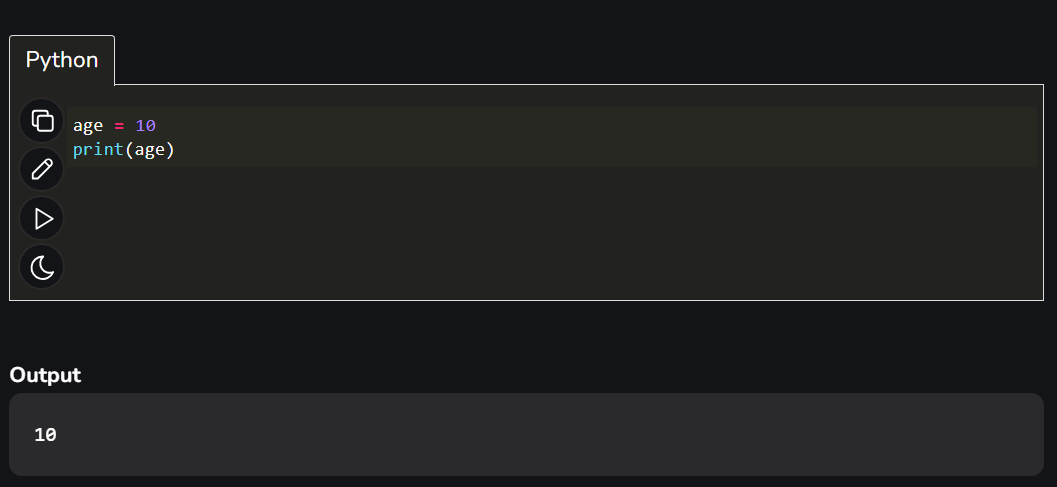 Python
age = 10
print(age)
Output
10